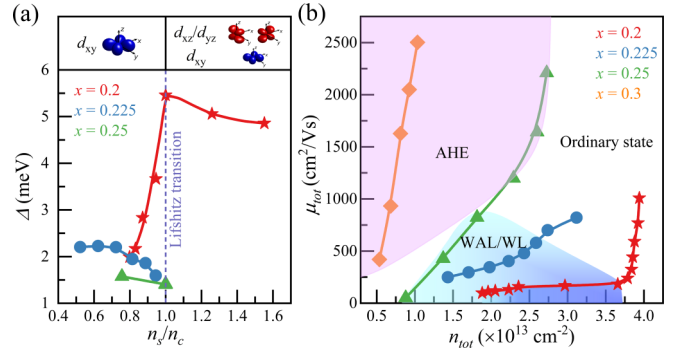 (a)
d_xy
d_xz/d_yz
d_xy
z
x
y
z
x
y
z
x
y
z
x
y
x = 0.2
x = 0.225
x = 0.25
Lifshitz transition
6
5
4
3
2
1
Δ (meV)
0.4 0.6 0.8 1.0 1.2 1.4 1.6
n_s/n_c
(b)
x = 0.2
x = 0.225
x = 0.25
x = 0.3
AHE
Ordinary state
WAL/WL
2500
2000
1500
1000
750
500
250
0
μ_tot (cm²/Vs)
0.5 1.0 1.5 2.0 2.5 3.0 3.5 4.0
n_tot (×10¹³ cm⁻²)